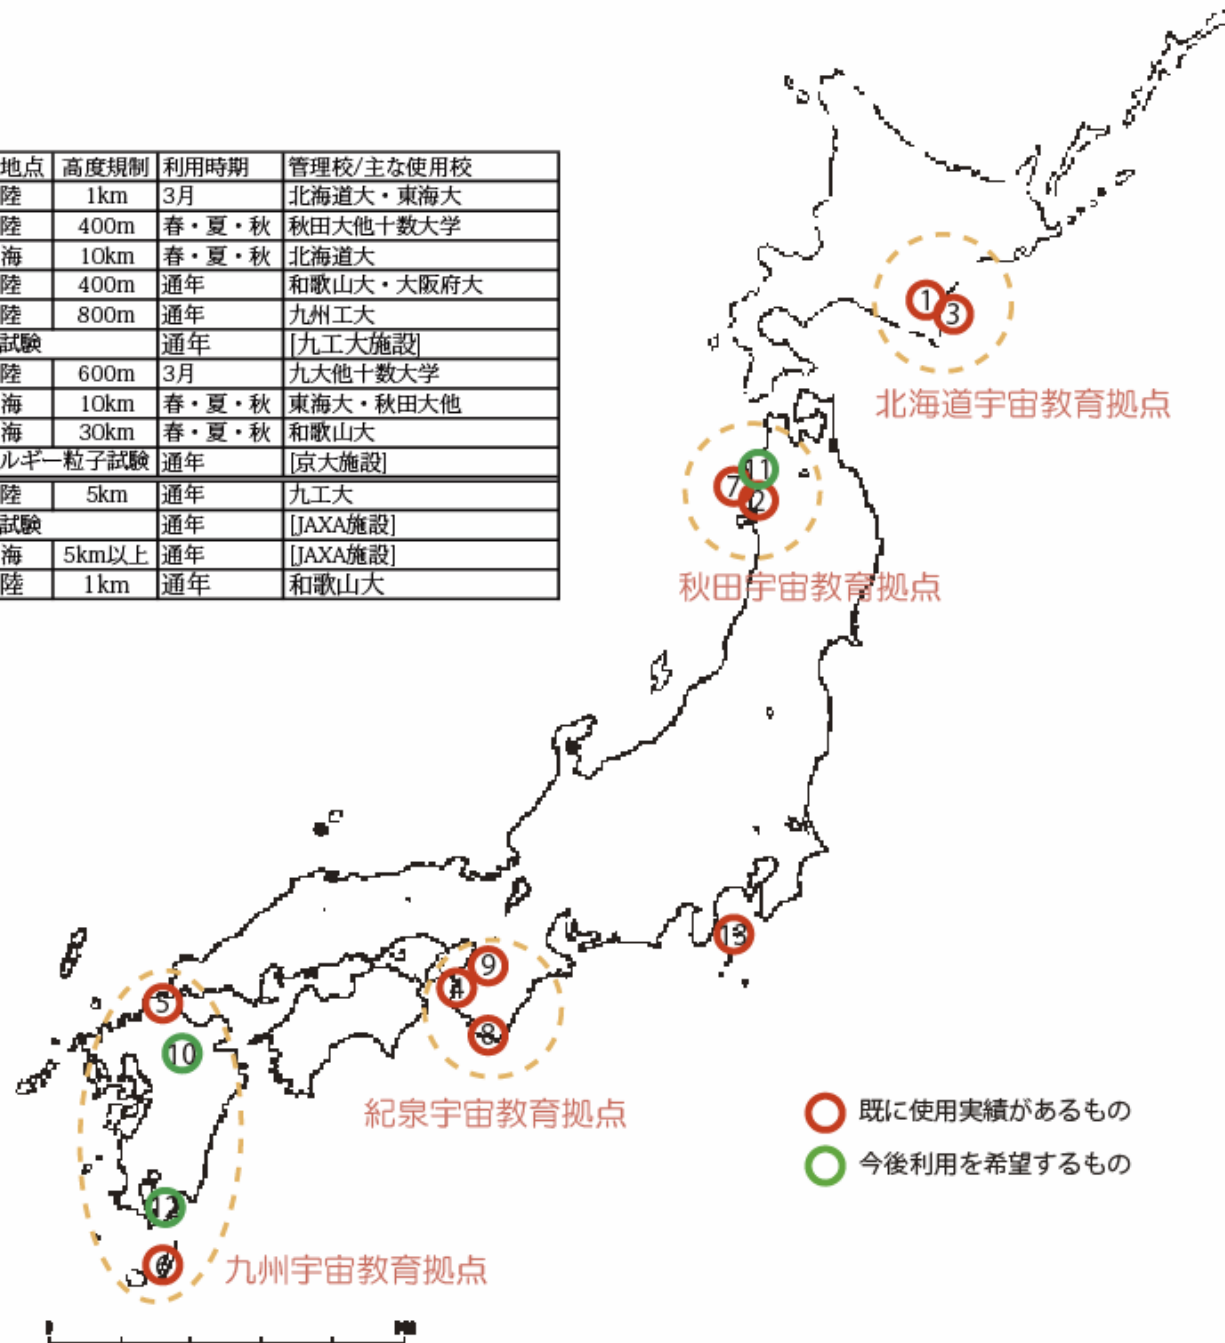 地点 高度規制 利用時期 管理校/主な使用校
陸 1km 3月 北海道大・東海大
陸 400m 春・夏・秋 秋田大他十数大学
海 10km 春・夏・秋 北海道大
陸 400m 通年 和歌山大・大阪府大
陸 800m 通年 九州工大
試験 通年 [九工大施設]
陸 600m 3月 九大他十数大学
海 10km 春・夏・秋 東海大・秋田大他
海 30km 春・夏・秋 和歌山大
ルギー粒子試験 通年 [京大施設]
陸 5km 通年 九工大
試験 通年 [JAXA施設]
海 5km以上 通年 [JAXA施設]
陸 1km 通年 和歌山大
1
3
北海道宇宙教育拠点
11
7
2
秋田宇宙教育拠点
13
9
4
8
紀泉宇宙教育拠点
5
10
12
6
九州宇宙教育拠点
既に使用実績があるもの
今後利用を希望するもの